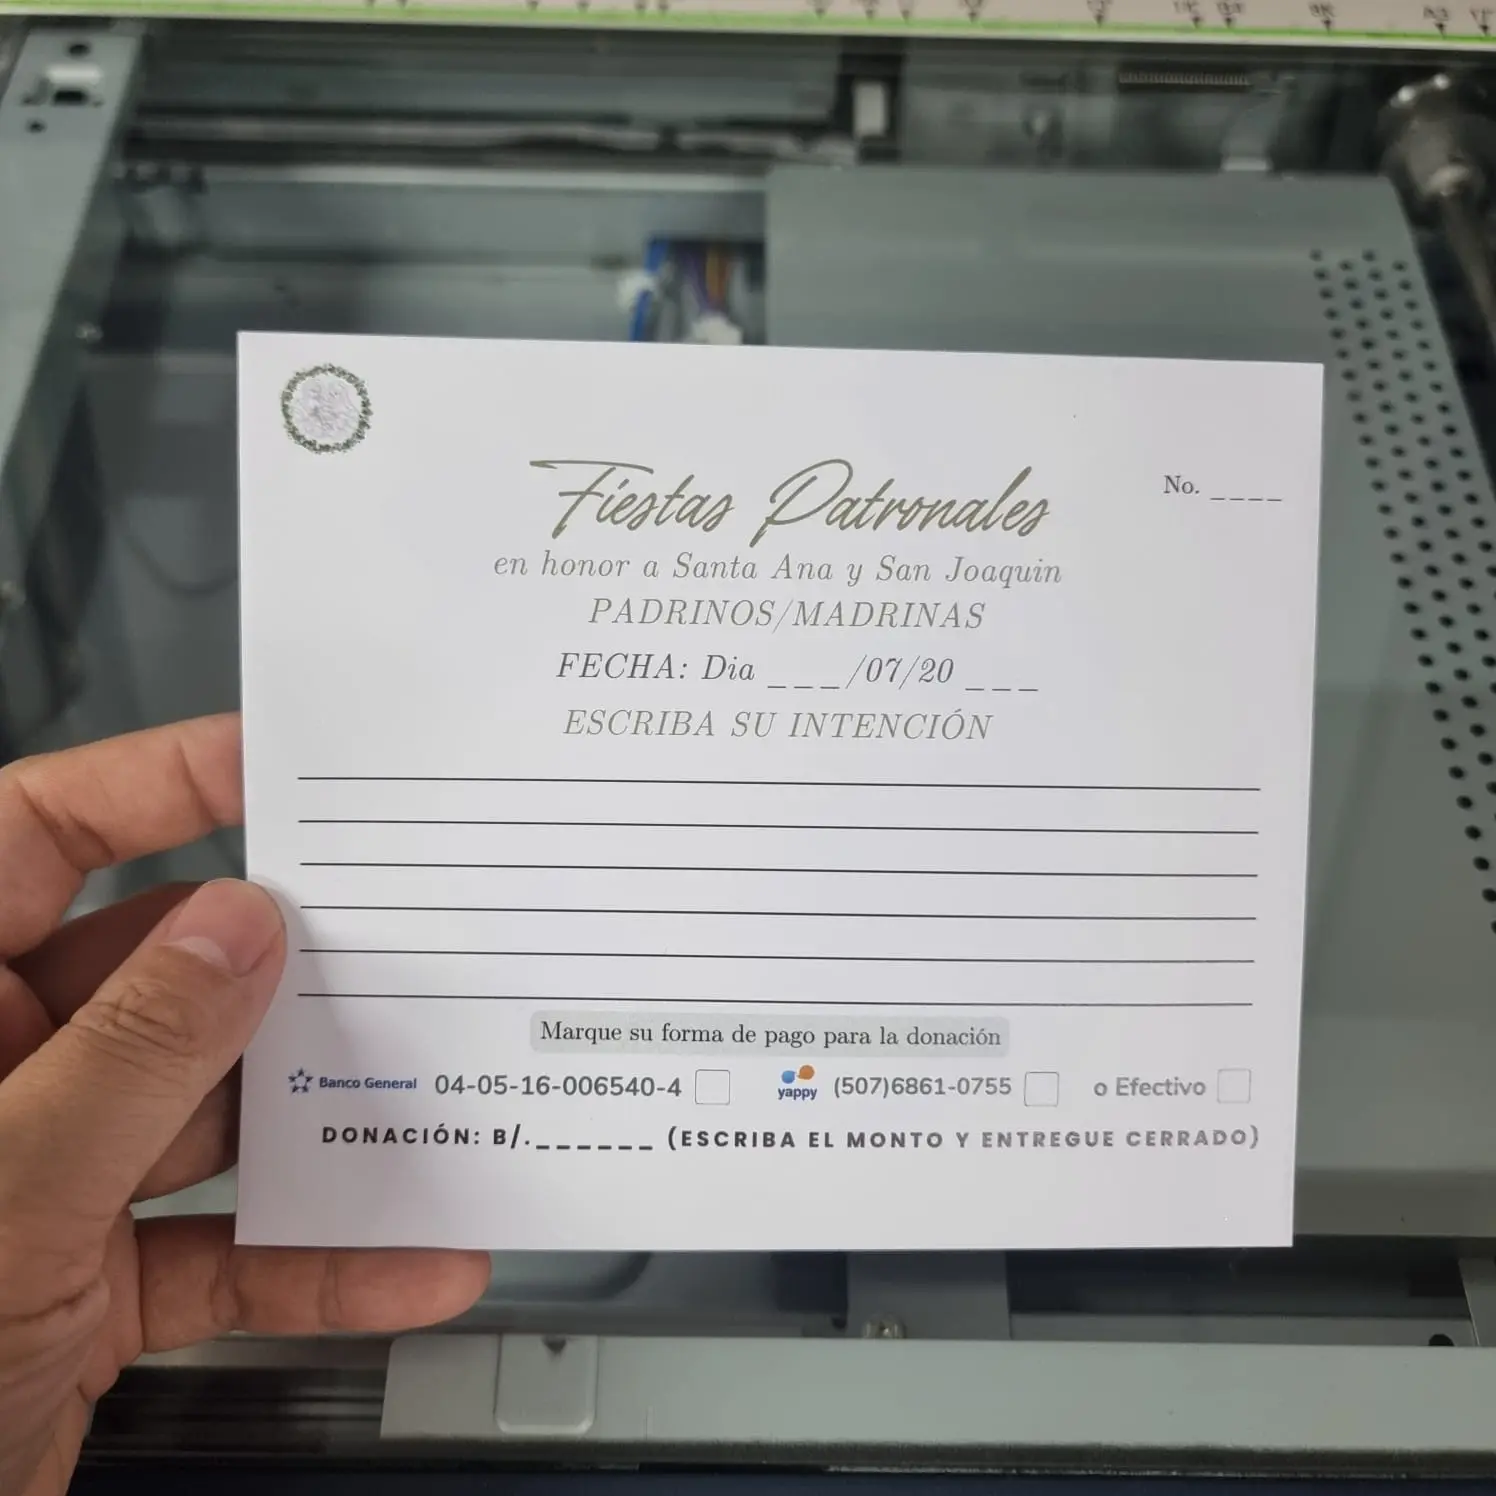 No. ____
Fiestas Patronales
en honor a Santa Ana y San Joaquin
PADRINOS/MADRINAS
FECHA: Dia ___/07/20 ___
ESCRIBA SU INTENCIÓN
Marque su forma de pago para la donación
Banco General 04-05-16-006540-4 yappy (507)6861-0755 o Efectivo
DONACIÓN: B/.______ (ESCRIBA EL MONTO Y ENTREGUE CERRADO)